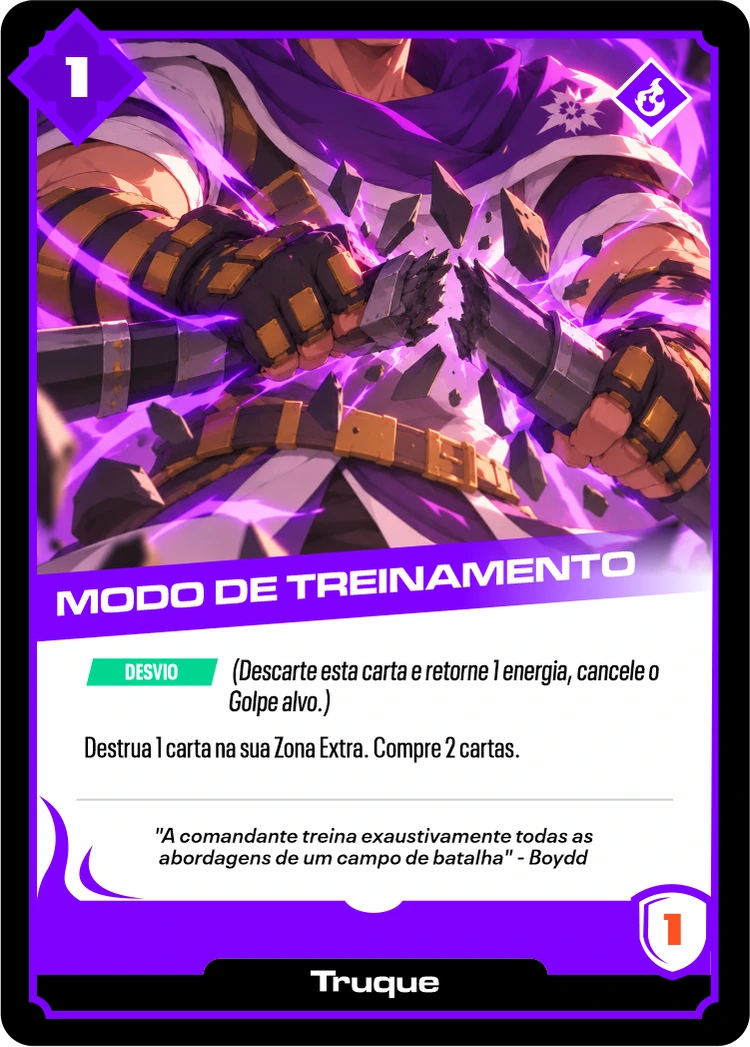 1
MODO DE TREINAMENTO
DESVIO (Descarte esta carta e retorne 1 energia, cancele o
Golpe alvo.)
Destrua 1 carta na sua Zona Extra. Compre 2 cartas.
"A comandante treina exaustivamente todas as
abordagens de um campo de batalha" - Boydd
1
Truque